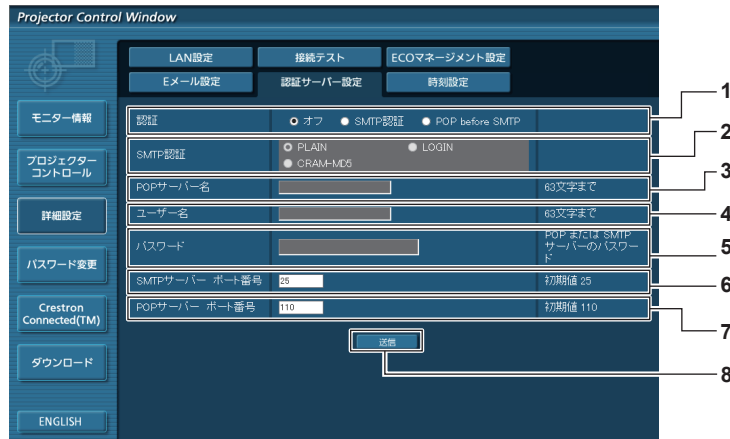 Projector Control Window
LAN設定 接続テスト ECOマネージメント設定
Eメール設定 認証サーバー設定 時刻設定
モニター情報
プロジェクター
コントロール
詳細設定
パスワード変更
Crestron
Connected(TM)
ダウンロード
ENGLISH
認証 オフ SMTP認証 POP before SMTP 1
SMTP認証 PLAIN LOGIN 2
CRAM-MD5
POPサーバー名 63文字まで 3
ユーザー名 63文字まで 4
パスワード POP または SMTP
サーバーのパスワー
ド 5
SMTPサーバー ポート番号 25 初期値 25 6
POPサーバー ポート番号 110 初期値 110 7
送信 8